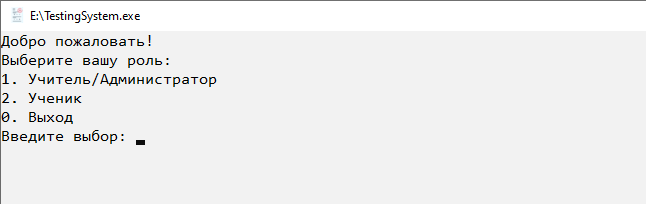 E:\TestingSystem.exe
Добро пожаловать!
Выберите вашу роль:
1. Учитель/Администратор
2. Ученик
0. Выход
Введите выбор: